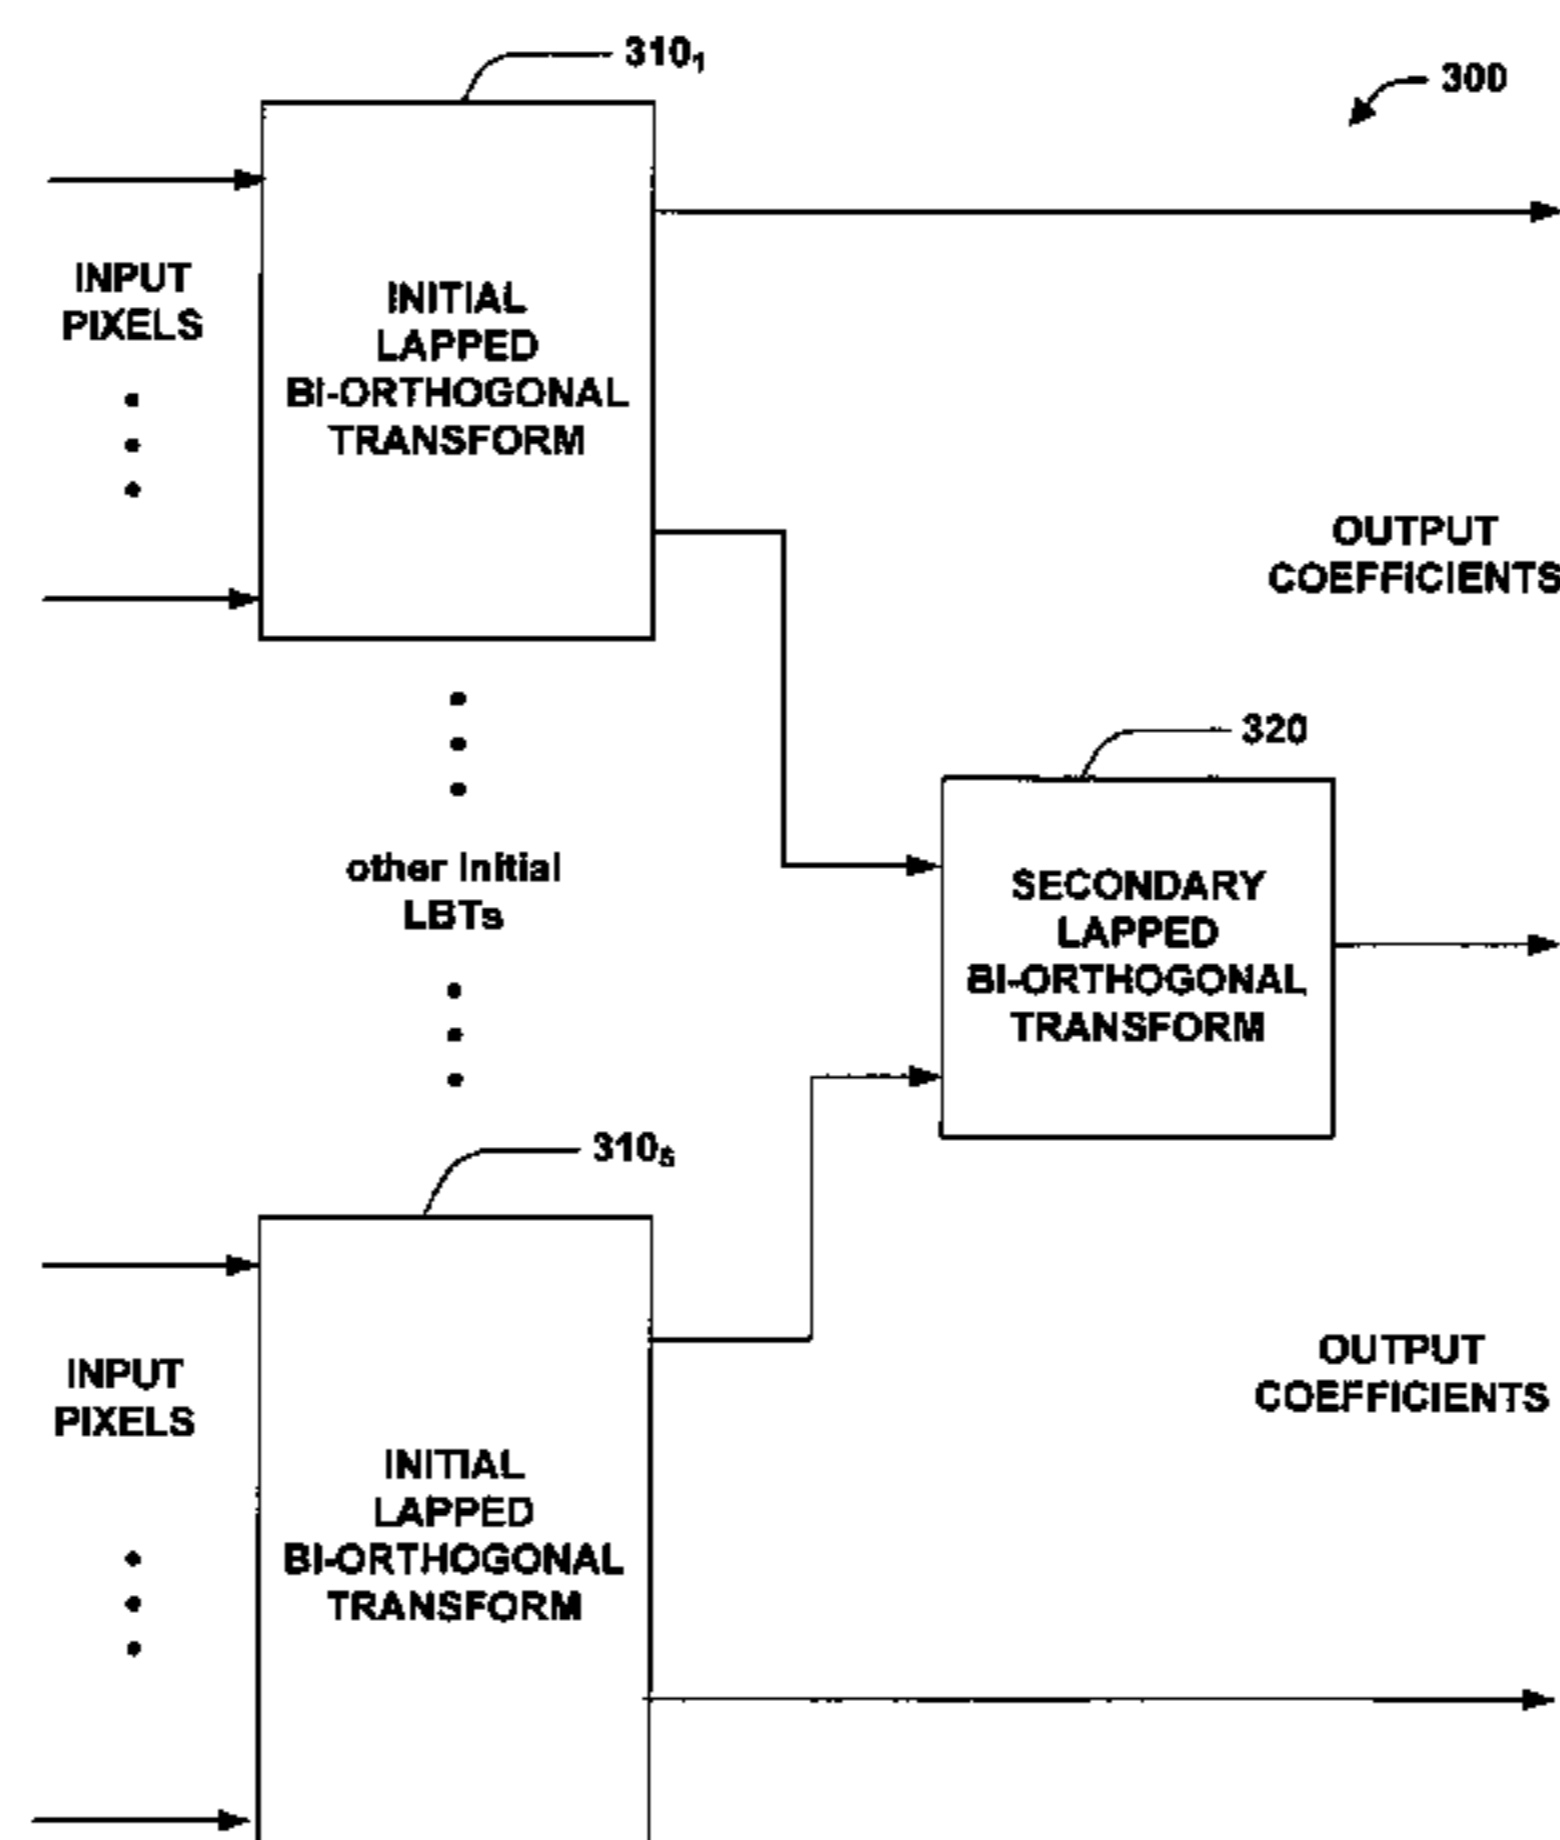 310₁
300
INPUT
PIXELS
INITIAL
LAPPED
BI-ORTHOGONAL
TRANSFORM
OUTPUT
COEFFICIENTS
other Initial
LBTs
320
SECONDARY
LAPPED
BI-ORTHOGONAL
TRANSFORM
310₅
INPUT
PIXELS
INITIAL
LAPPED
BI-ORTHOGONAL
TRANSFORM
OUTPUT
COEFFICIENTS